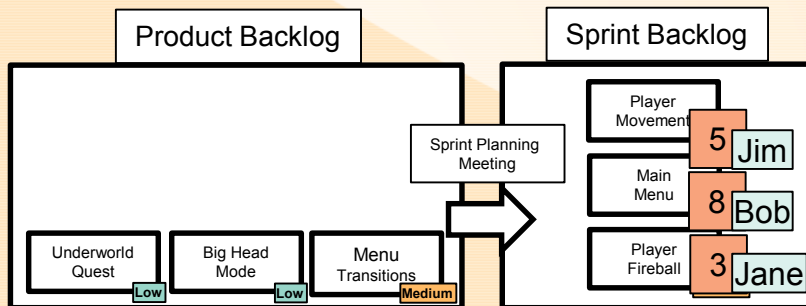 Product Backlog
Sprint Backlog
Sprint Planning
Meeting
Underworld
Quest
Low
Big Head
Mode
Low
Menu
Transitions
Medium
Player
Movement
5
Jim
Main
Menu
8
Bob
Player
Fireball
3
Jane